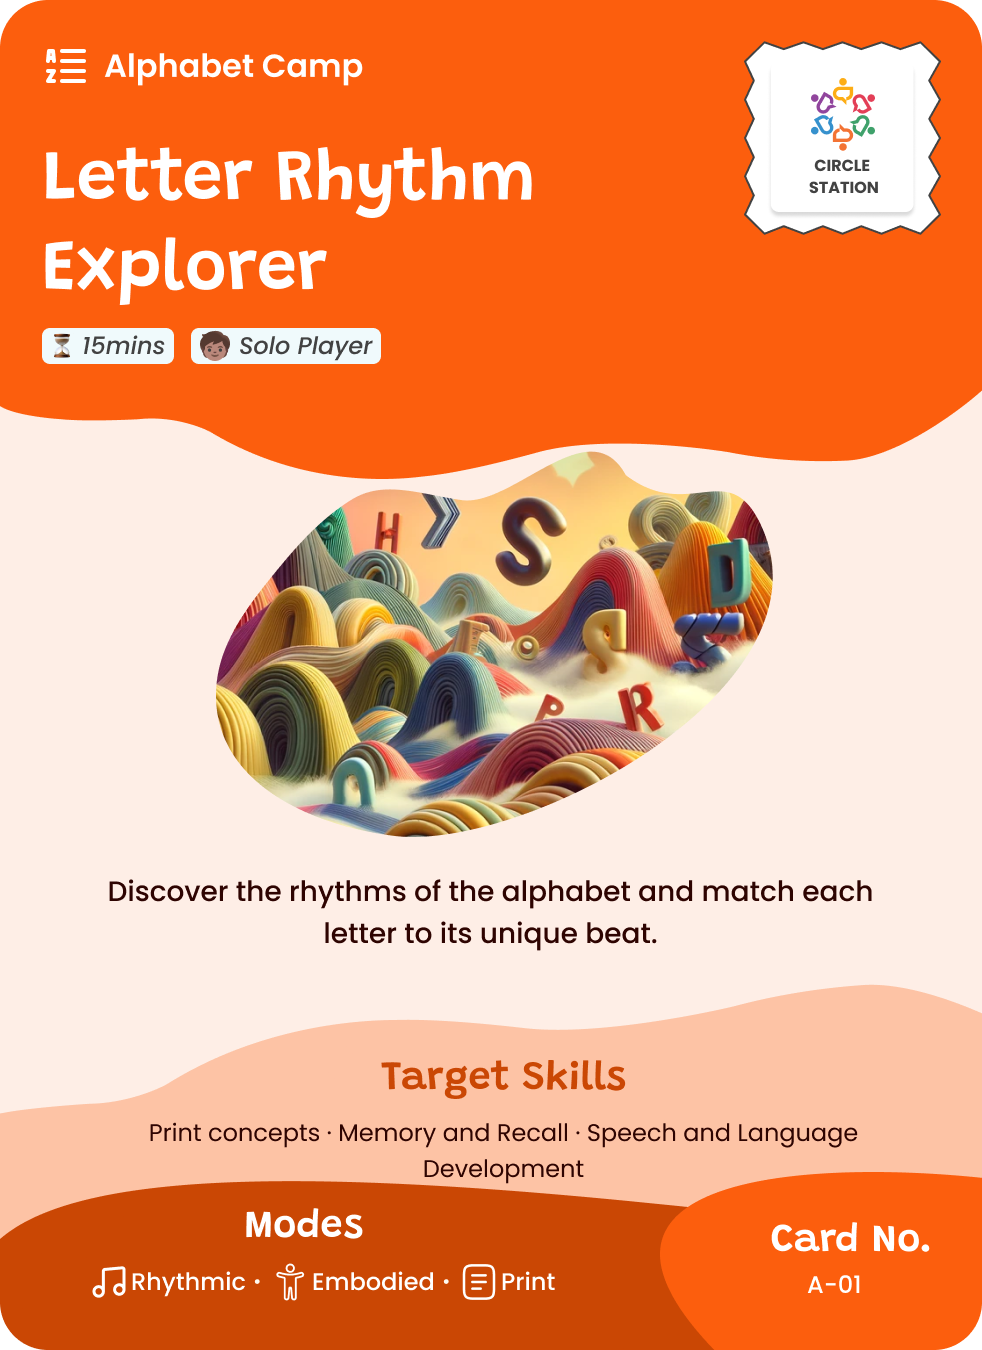 Alphabet Camp
CIRCLE
STATION
Letter Rhythm
Explorer
15mins
Solo Player
H
S
D
P
R
Discover the rhythms of the alphabet and match each
letter to its unique beat.
Target Skills
Print concepts · Memory and Recall · Speech and Language
Development
Modes
Rhythmic · Embodied · Print
Card No.
A-01